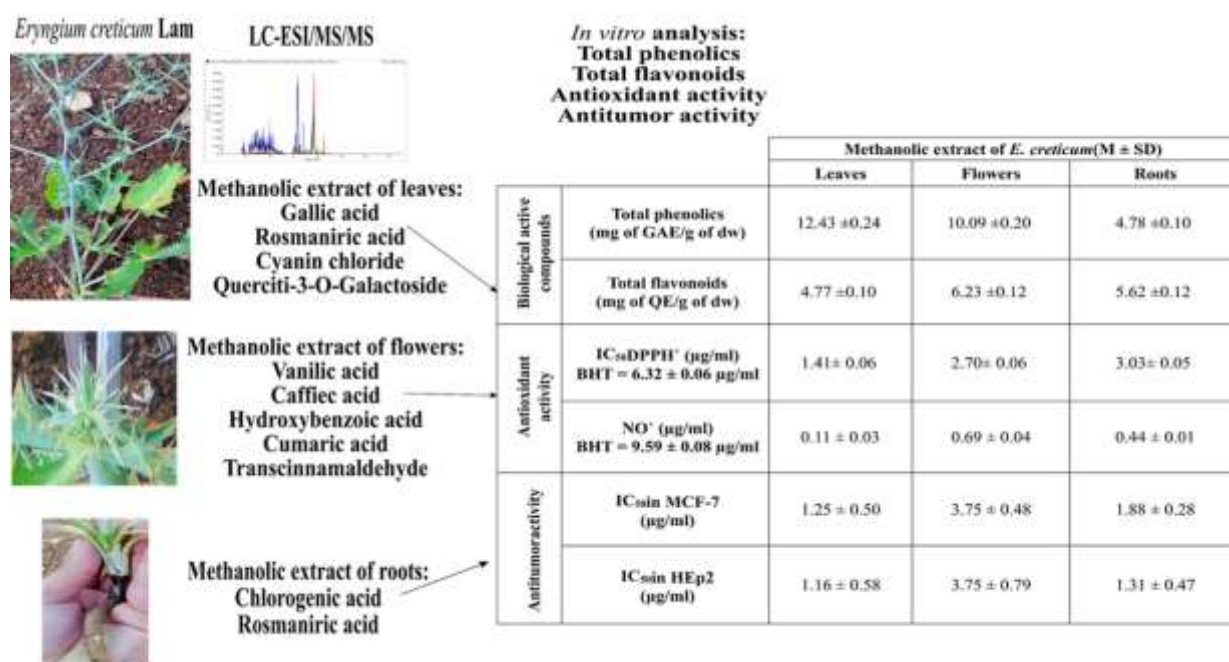 Eryngium creticum Lam
LC-ESI/MS/MS
In vitro analysis:
Total phenolics
Total flavonoids
Antioxidant activity
Antitumor activity
Methanolic extract of leaves:
Gallic acid
Rosmaniric acid
Cyanin chloride
Querciti-3-O-Galactoside
Methanolic extract of flowers:
Vanilic acid
Caffiec acid
Hydroxybenzoic acid
Cumaric acid
Transcinnamaldehyde
Methanolic extract of roots:
Chlorogenic acid
Rosmaniric acid
Methanolic extract of E. creticum(M ± SD)
Leaves Flowers Roots
Biological active
compounds
Total phenolics
(mg of GAE/g of dw)
12.43 ±0.24 10.09 ±0.20 4.78 ±0.10
Total flavonoids
(mg of QE/g of dw)
4.77 ±0.10 6.23 ±0.12 5.62 ±0.12
Antioxidant
activity
IC₅₀DPPH˙ (µg/ml)
BHT = 6.32 ± 0.06 µg/ml
1.41± 0.06 2.70± 0.06 3.03± 0.05
NO˙ (µg/ml)
BHT = 9.59 ± 0.08 µg/ml
0.11 ± 0.03 0.69 ± 0.04 0.44 ± 0.01
Antitumoractivity
IC₅₀in MCF-7
(µg/ml)
1.25 ± 0.50 3.75 ± 0.48 1.88 ± 0.28
IC₅₀in HEp2
(µg/ml)
1.16 ± 0.58 3.75 ± 0.79 1.31 ± 0.47